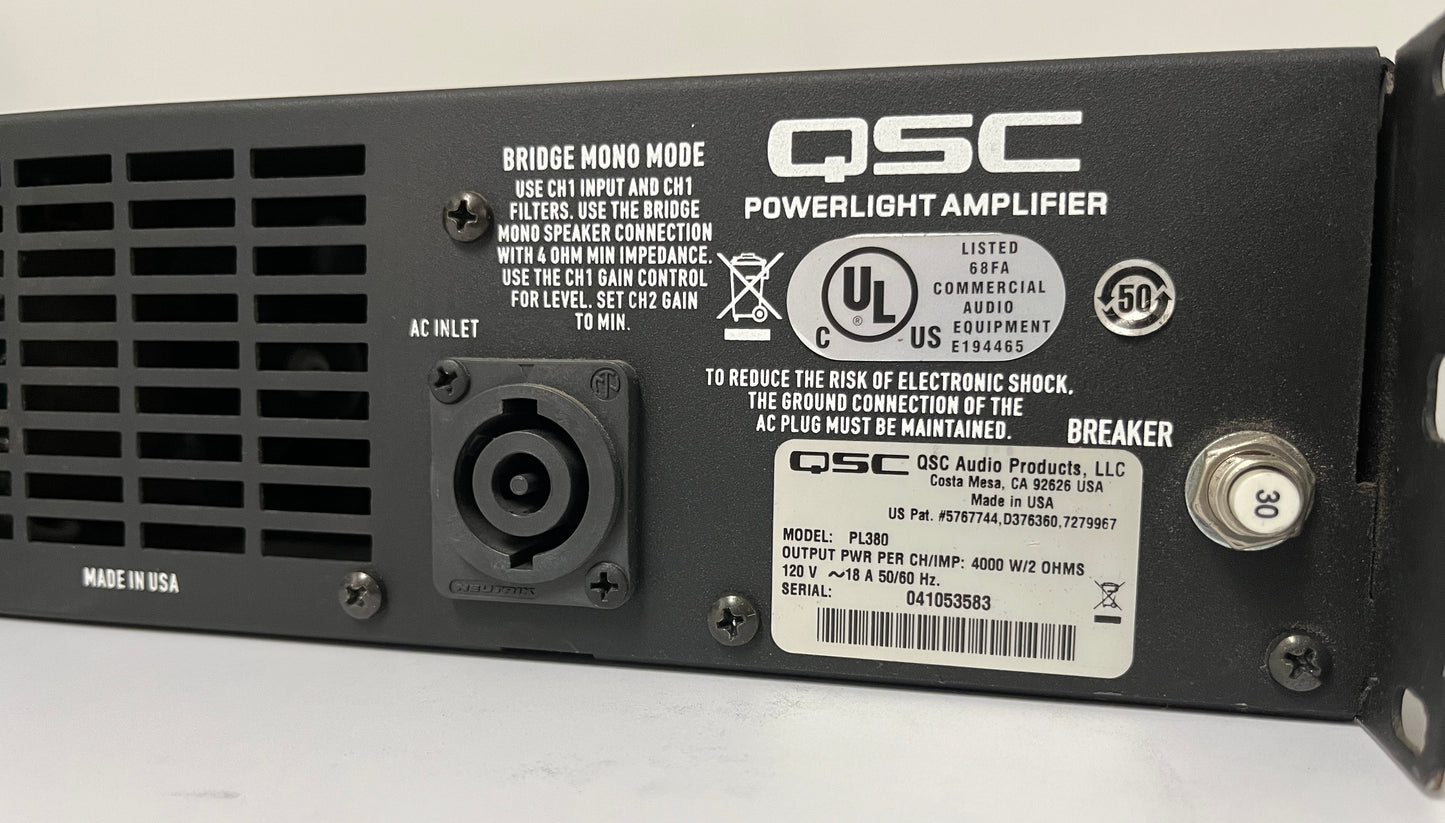 BRIDGE MONO MODE
USE CH1 INPUT AND CH1
FILTERS. USE THE BRIDGE
MONO SPEAKER CONNECTION
WITH 4 OHM MIN IMPEDANCE.
USE THE CH1 GAIN CONTROL
FOR LEVEL. SET CH2 GAIN
TO MIN.
QSC
POWERLIGHT AMPLIFIER
C UL ® US
LISTED
68FA
COMMERCIAL
AUDIO
EQUIPMENT
E194465
50
AC INLET
TO REDUCE THE RISK OF ELECTRONIC SHOCK,
THE GROUND CONNECTION OF THE
AC PLUG MUST BE MAINTAINED.
BREAKER
30
NEUTRIK
MADE IN USA
QSC QSC Audio Products, LLC
Costa Mesa, CA 92626 USA
Made in USA
US Pat. #5767744,D376360,7279967
MODEL: PL380
OUTPUT PWR PER CH/IMP: 4000 W/2 OHMS
120 V ~18 A 50/60 Hz.
SERIAL: 041053583